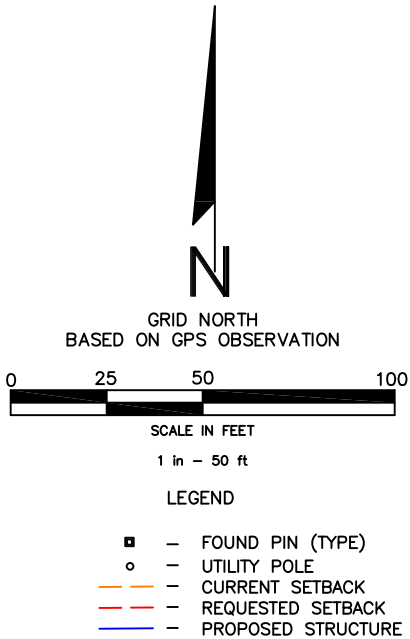 N
GRID NORTH
BASED ON GPS OBSERVATION
0 25 50 100
SCALE IN FEET
1 in - 50 ft
LEGEND
- FOUND PIN (TYPE)
- UTILITY POLE
- CURRENT SETBACK
- REQUESTED SETBACK
- PROPOSED STRUCTURE